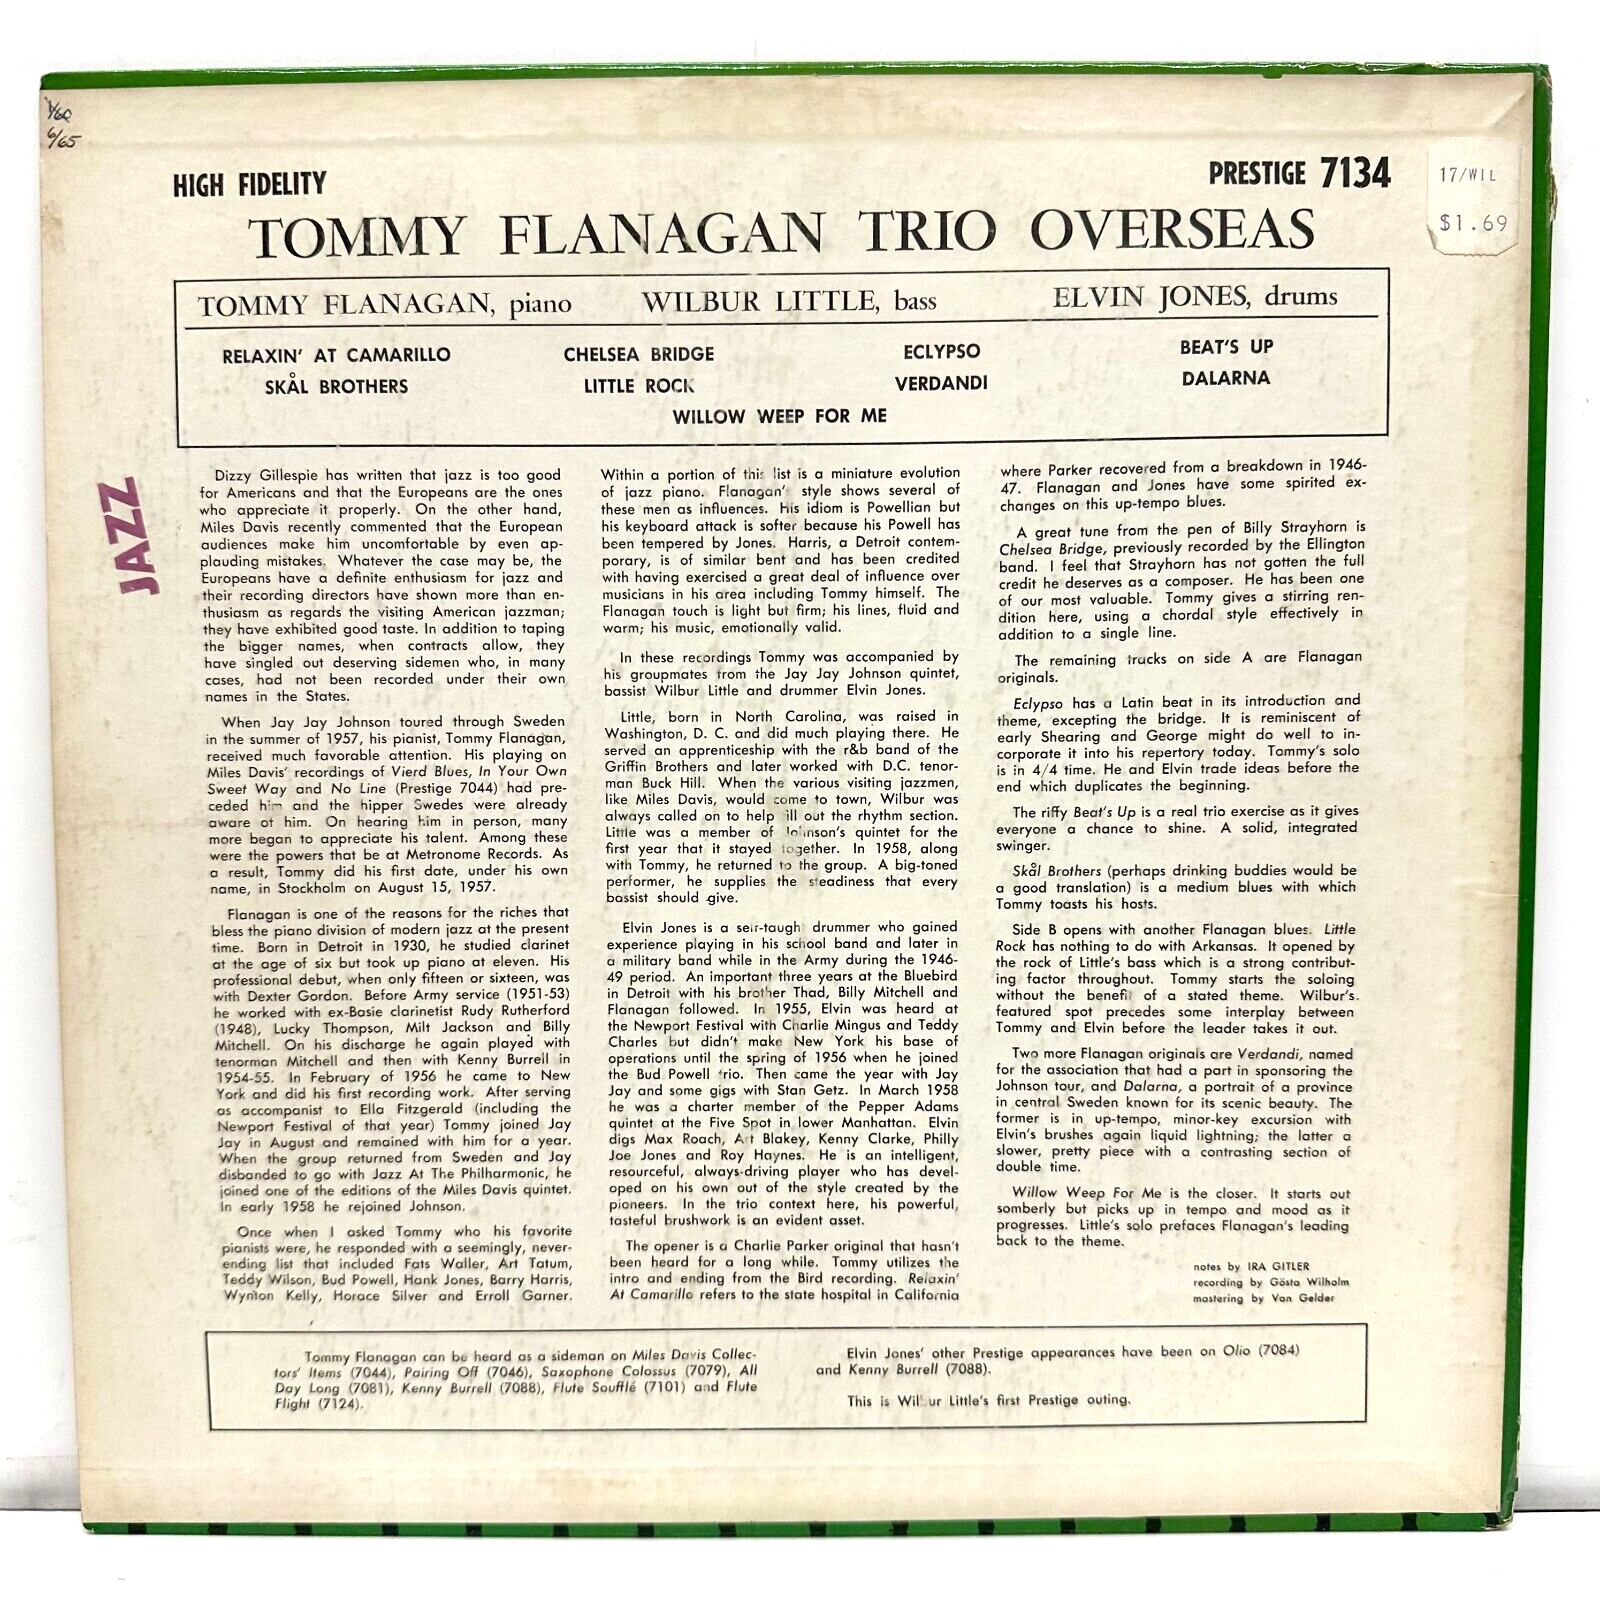 1/60
6/65
HIGH FIDELITY
PRESTIGE 7134
17/WIL
$1.69
TOMMY FLANAGAN TRIO OVERSEAS
TOMMY FLANAGAN, piano WILBUR LITTLE, bass ELVIN JONES, drums
RELAXIN' AT CAMARILLO CHELSEA BRIDGE ECLYPSO BEAT'S UP
SKÅL BROTHERS LITTLE ROCK VERDANDI DALARNA
WILLOW WEEP FOR ME
JAZZ
Dizzy Gillespie has written that jazz is too good
for Americans and that the Europeans are the ones
who appreciate it properly. On the other hand,
Miles Davis recently commented that the European
audiences make him uncomfortable by even ap-
plauding mistakes. Whatever the case may be, the
Europeans have a definite enthusiasm for jazz and
their recording directors have shown more than en-
thusiasm as regards the visiting American jazzman;
they have exhibited good taste. In addition to taping
the bigger names, when contracts allow, they
have singled out deserving sidemen who, in many
cases, had not been recorded under their own
names in the States.
When Jay Jay Johnson toured through Sweden
in the summer of 1957, his pianist, Tommy Flanagan,
received much favorable attention. His playing on
Miles Davis' recordings of Vierd Blues, In Your Own
Sweet Way and No Line (Prestige 7044) had pre-
ceded him and the hipper Swedes were already
aware of him. On hearing him in person, many
more began to appreciate his talent. Among these
were the powers that be at Metronome Records. As
a result, Tommy did his first date, under his own
name, in Stockholm on August 15, 1957.
Flanagan is one of the reasons for the riches that
bless the piano division of modern jazz at the present
time. Born in Detroit in 1930, he studied clarinet
at the age of six but took up piano at eleven. His
professional debut, when only fifteen or sixteen, was
with Dexter Gordon. Before Army service (1951-53)
he worked with ex-Basie clarinetist Rudy Rutherford
(1948), Lucky Thompson, Milt Jackson and Billy
Mitchell. On his discharge he again played with
tenorman Mitchell and then with Kenny Burrell in
1954-55. In February of 1956 he came to New
York and did his first recording work. After serving
as accompanist to Ella Fitzgerald (including the
Newport Festival of that year) Tommy joined Jay
Jay in August and remained with him for a year.
When the group returned from Sweden and Jay
disbanded to go with Jazz At The Philharmonic, he
joined one of the editions of the Miles Davis quintet.
In early 1958 he rejoined Johnson.
Once when I asked Tommy who his favorite
pianists were, he responded with a seemingly, never-
ending list that included Fats Waller, Art Tatum,
Teddy Wilson, Bud Powell, Hank Jones, Barry Harris,
Wynton Kelly, Horace Silver and Erroll Garner.
Within a portion of this list is a miniature evolution
of jazz piano. Flanagan' style shows several of
these men as influences. His idiom is Powellian but
his keyboard attack is softer because his Powell has
been tempered by Jones. Harris, a Detroit contem-
porary, is of similar bent and has been credited
with having exercised a great deal of influence over
musicians in his area including Tommy himself. The
Flanagan touch is light but firm; his lines, fluid and
warm; his music, emotionally valid.
In these recordings Tommy was accompanied by
his groupmates from the Jay Jay Johnson quintet,
bassist Wilbur Little and drummer Elvin Jones.
Little, born in North Carolina, was raised in
Washington, D. C. and did much playing there. He
served an apprenticeship with the r&b band of the
Griffin Brothers and later worked with D.C. tenor-
man Buck Hill. When the various visiting jazzmen,
like Miles Davis, would come to town, Wilbur was
always called on to help fill out the rhythm section.
Little was a member of Johnson's quintet for the
first year that it stayed together. In 1958, along
with Tommy, he returned to the group. A big-toned
performer, he supplies the steadiness that every
bassist should give.
Elvin Jones is a self-taught drummer who gained
experience playing in his school band and later in
a military band while in the Army during the 1946-
49 period. An important three years at the Bluebird
in Detroit with his brother Thad, Billy Mitchell and
Flanagan followed. In 1955, Elvin was heard at
the Newport Festival with Charlie Mingus and Teddy
Charles but didn't make New York his base of
operations until the spring of 1956 when he joined
the Bud Powell trio. Then came the year with Jay
Jay and some gigs with Stan Getz. In March 1958
he was a charter member of the Pepper Adams
quintet at the Five Spot in lower Manhattan. Elvin
digs Max Roach, Art Blakey, Kenny Clarke, Philly
Joe Jones and Roy Haynes. He is an intelligent,
resourceful, always-driving player who has devel-
oped on his own out of the style created by the
pioneers. In the trio context here, his powerful,
tasteful brushwork is an evident asset.
The opener is a Charlie Parker original that hasn't
been heard for a long while. Tommy utilizes the
intro and ending from the Bird recording. Relaxin'
At Camarillo refers to the state hospital in California
where Parker recovered from a breakdown in 1946-
47. Flanagan and Jones have some spirited ex-
changes on this up-tempo blues.
A great tune from the pen of Billy Strayhorn is
Chelsea Bridge, previously recorded by the Ellington
band. I feel that Strayhorn has not gotten the full
credit he deserves as a composer. He has been one
of our most valuable. Tommy gives a stirring ren-
dition here, using a chordal style effectively in
addition to a single line.
The remaining tracks on side A are Flanagan
originals.
Eclypso has a Latin beat in its introduction and
theme, excepting the bridge. It is reminiscent of
early Shearing and George might do well to in-
corporate it into his repertory today. Tommy's solo
is in 4/4 time. He and Elvin trade ideas before the
end which duplicates the beginning.
The riffy Beat's Up is a real trio exercise as it gives
everyone a chance to shine. A solid, integrated
swinger.
Skål Brothers (perhaps drinking buddies would be
a good translation) is a medium blues with which
Tommy toasts his hosts.
Side B opens with another Flanagan blues. Little
Rock has nothing to do with Arkansas. It opened by
the rock of Little's bass which is a strong contribut-
ing factor throughout. Tommy starts the soloing
without the benefit of a stated theme. Wilbur's.
featured spot precedes some interplay between
Tommy and Elvin before the leader takes it out.
Two more Flanagan originals are Verdandi, named
for the association that had a part in sponsoring the
Johnson tour, and Dalarna, a portrait of a province
in central Sweden known for its scenic beauty. The
former is in up-tempo, minor-key excursion with
Elvin's brushes again liquid lightning; the latter a
slower, pretty piece with a contrasting section of
double time.
Willow Weep For Me is the closer. It starts out
somberly but picks up in tempo and mood as it
progresses. Little's solo prefaces Flanagan's leading
back to the theme.
notes by IRA GITLER
recording by Gösta Wilholm
mastering by Van Gelder
Tommy Flanagan can be heard as a sideman on Miles Davis Collec-
tors' Items (7044), Pairing Off (7046), Saxophone Colossus (7079), All
Day Long (7081), Kenny Burrell (7088), Flute Soufflé (7101) and Flute
Flight (7124).
Elvin Jones' other Prestige appearances have been on Olio (7084)
and Kenny Burrell (7088).
This is Wilbur Little's first Prestige outing.